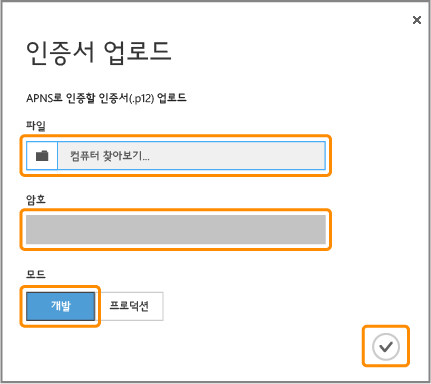 인증서 업로드
APNS로 인증할 인증서(.p12) 업로드
파일
컴퓨터 찾아보기...
암호
모드
개발 프로덕션